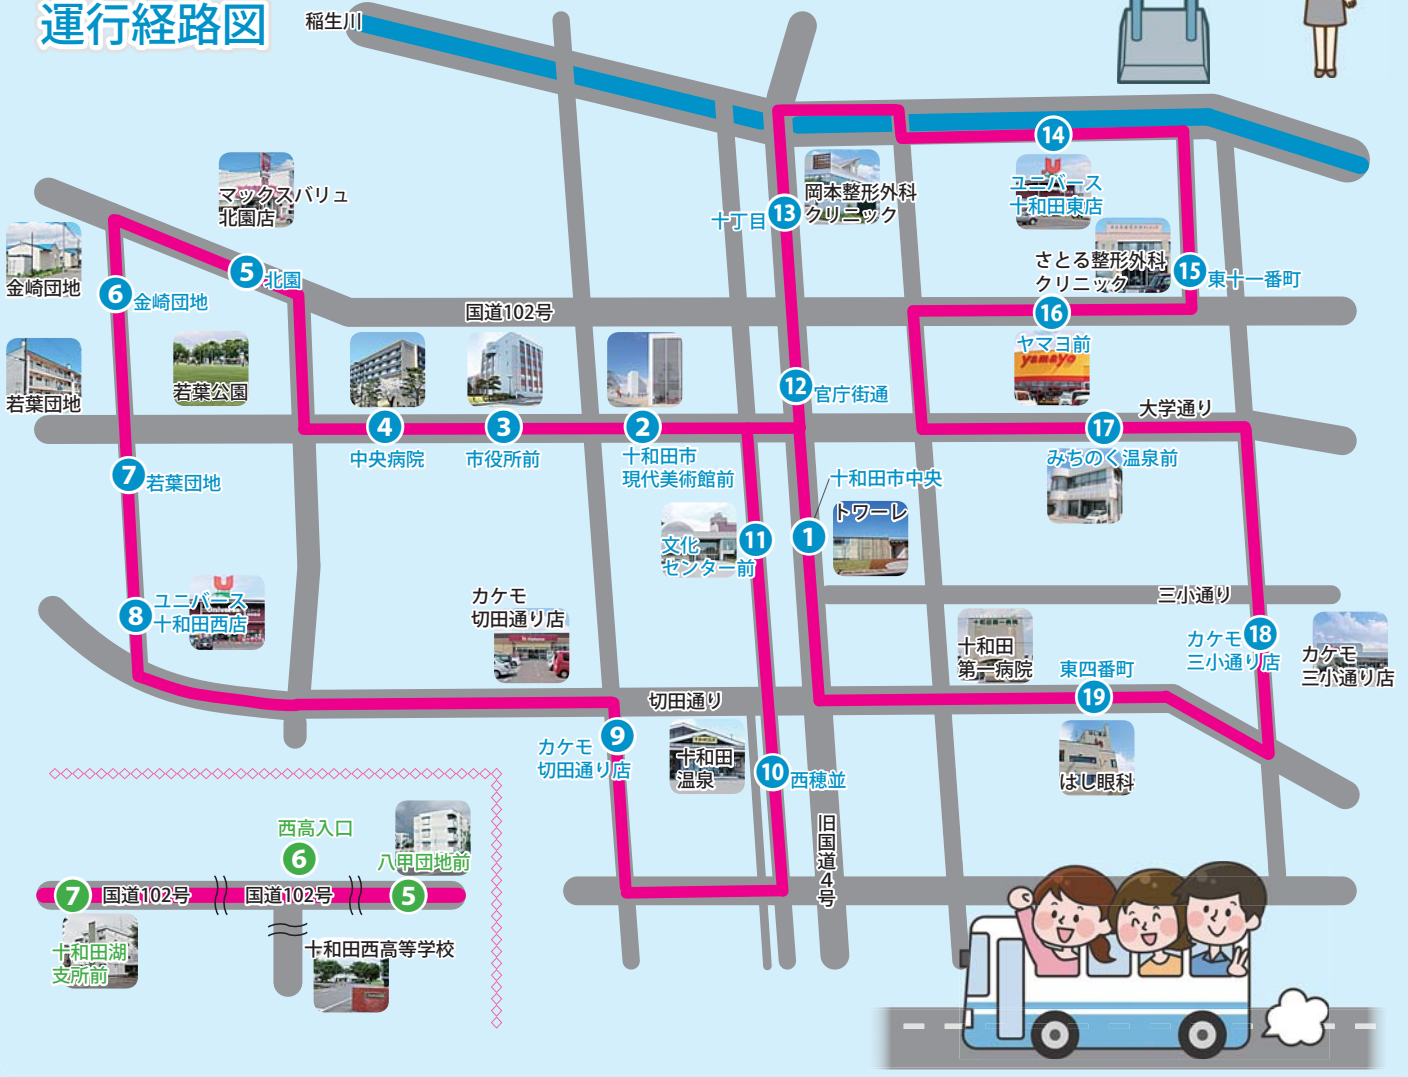 運行経路図
稲生川
マックスバリュ
北園店
金崎団地
5
北園
6
金崎団地
国道102号
若葉公園
若葉団地
4
中央病院
3
市役所前
2
十和田市
現代美術館前
7
若葉団地
8
ユニバース
十和田西店
カケモ
切田通り店
文化
センター前
11
十丁目
13
岡本整形外科
クリニック
14
ユニバース
十和田東店
さとる整形外科
クリニック
15
東十一番町
16
ヤマヨ前
yamayo
12
官庁街通
大学通り
17
みちのく温泉前
十和田市中央
トワーレ
1
三小通り
十和田
第一病院
カケモ
三小通り店
18
カケモ
三小通り店
東四番町
19
はし眼科
切田通り
9
カケモ
切田通り店
十和田
温泉
10
西穂並
旧国道4号
西高入口
6
八甲団地前
7
国道102号
国道102号
5
十和田湖
支所前
十和田西高等学校